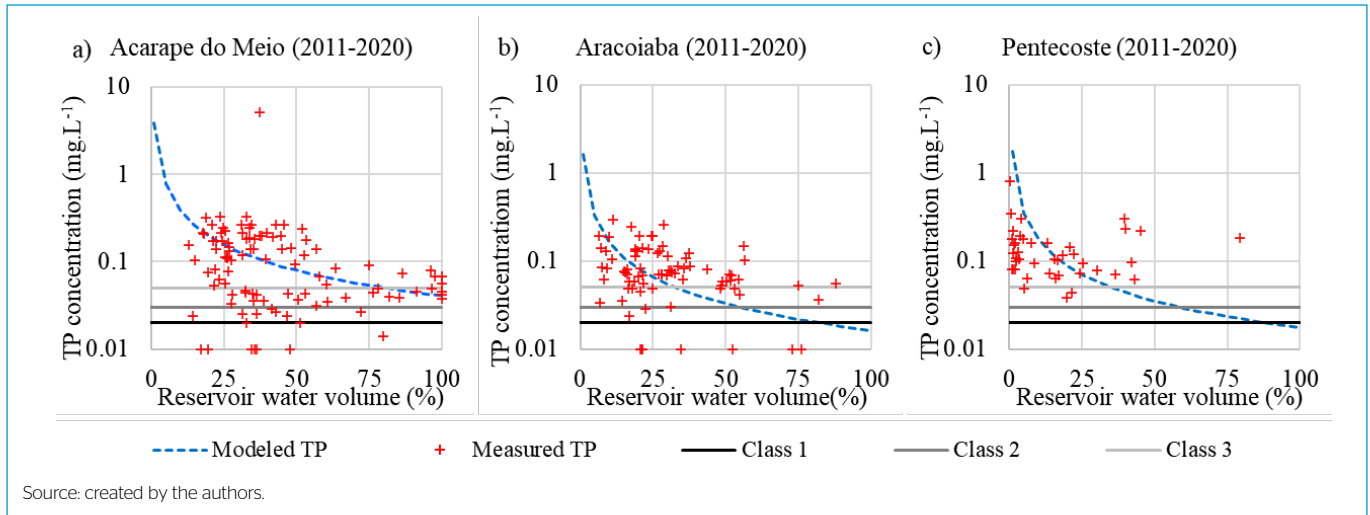 a) Acarape do Meio (2011-2020)
b) Aracoiaba (2011-2020)
c) Pentecoste (2011-2020)
TP concentration (mg.L-1)
10
1
0.1
0.01
0 25 50 75 100
Reservoir water volume (%)
TP concentratiom (mg.L-1)
10
1
0.1
0.01
0 25 50 75 100
Reservoir water volume(%)
TP concentration (mg.L-1)
10
1
0.1
0.01
0 25 50 75 100
Reservoir water volume (%)
Modeled TP Measured TP Class 1 Class 2 Class 3
Source: created by the authors.